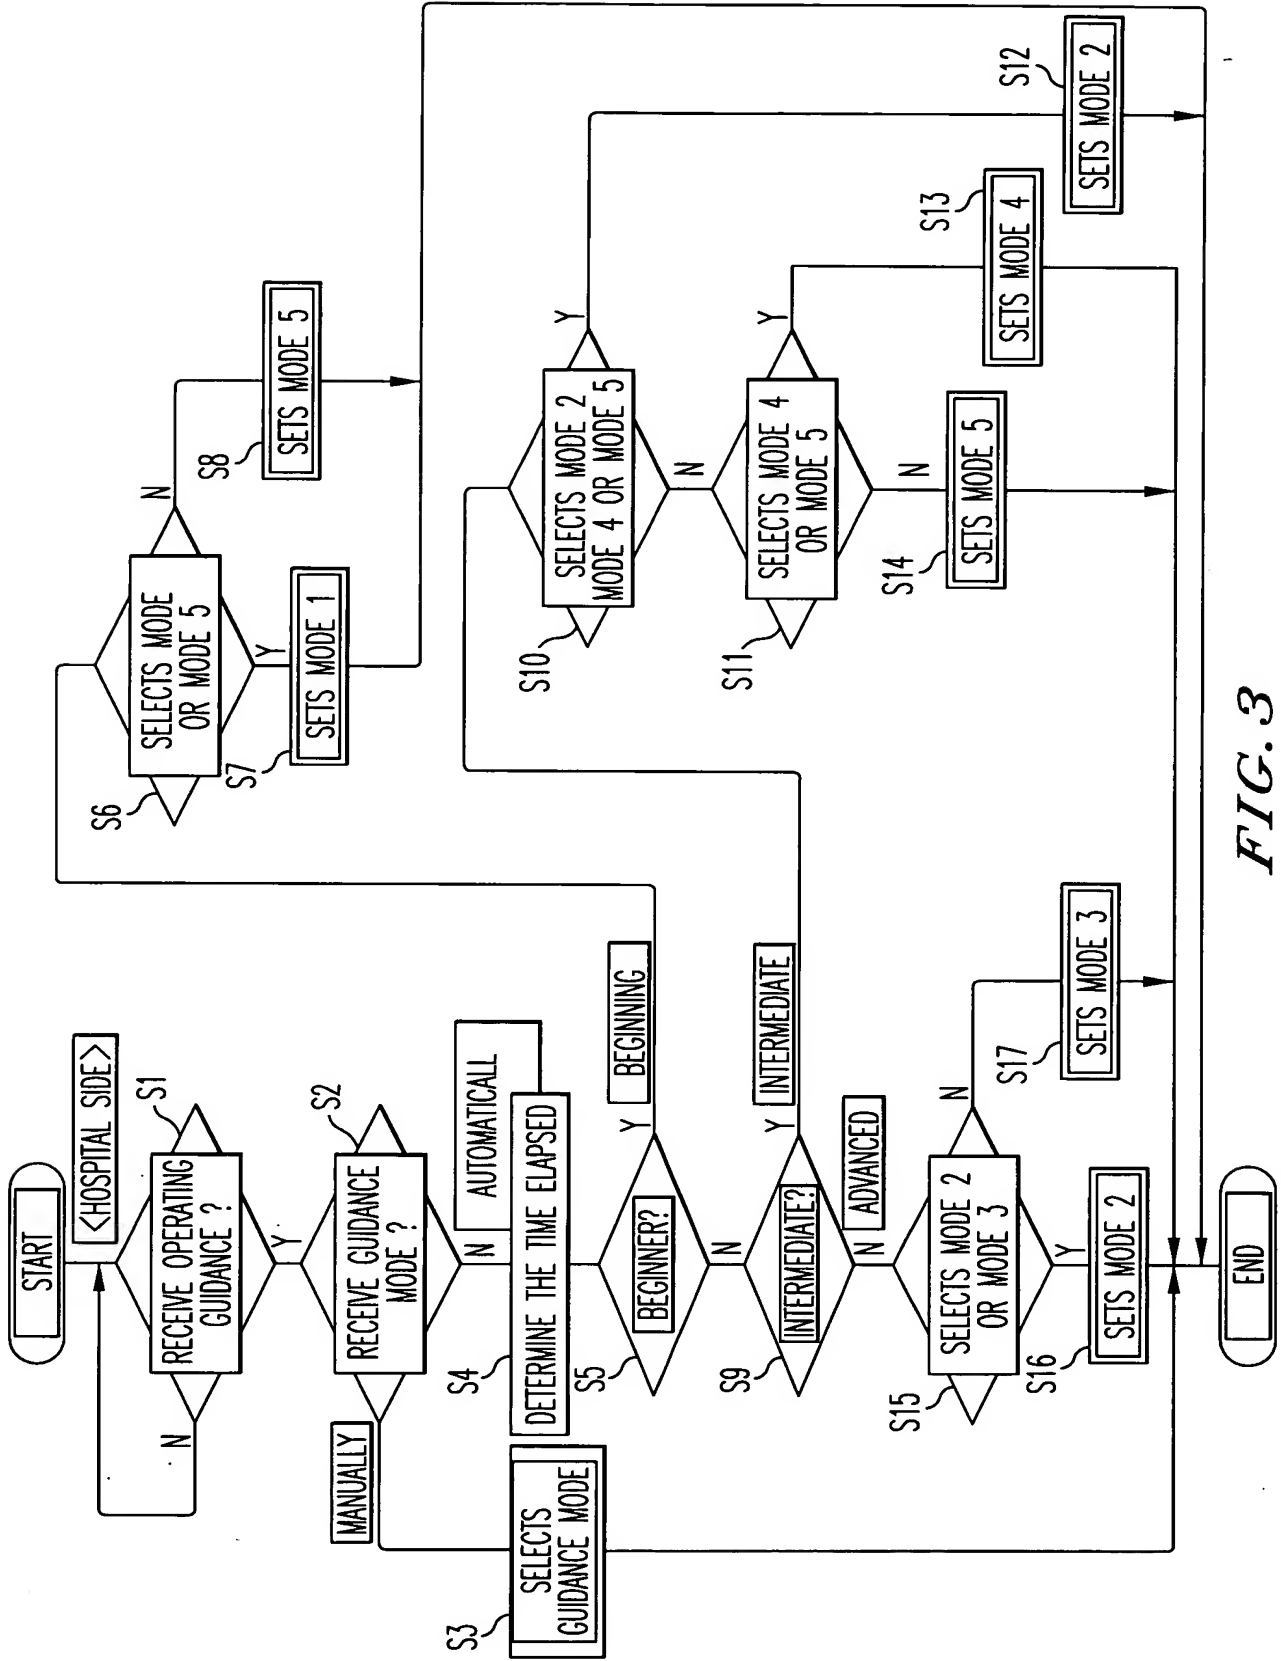 START
<HOSPITAL SIDE>
RECEIVE OPERATING
GUIDANCE ?
S1
N
Y
RECEIVE GUIDANCE
MODE ?
S2
MANUALLY
N
AUTOMATICALL
S3
SELECTS
GUIDANCE MODE
S4
DETERMINE THE TIME ELAPSED
S5
BEGINNER?
Y
BEGINNING
N
S6
SELECTS MODE
OR MODE 5
N
Y
S7
SETS MODE 1
S8
SETS MODE 5
S9
INTERMEDIATE?
Y
INTERMEDIATE
N
ADVANCED
S10
SELECTS MODE 2
MODE 4 OR MODE 5
Y
N
S11
SELECTS MODE 4
OR MODE 5
Y
N
S12
SETS MODE 2
S13
SETS MODE 4
S14
SETS MODE 5
S15
SELECTS MODE 2
OR MODE 3
N
Y
S16
SETS MODE 2
S17
SETS MODE 3
END
FIG. 3